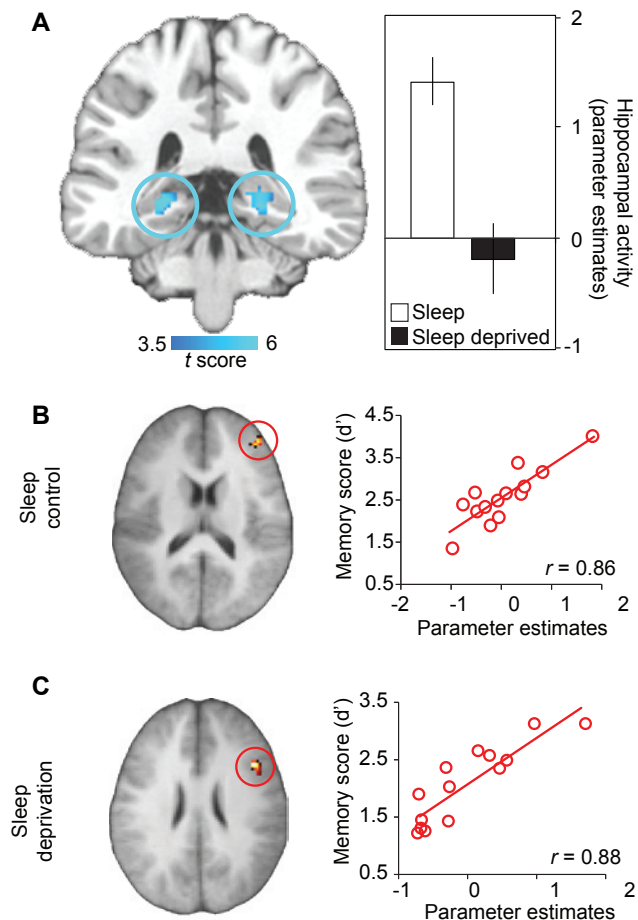 A
2
1
0
-1
Hippocampal activity
(parameter estimates)
Sleep
Sleep deprived
3.5
6
t score
B
Sleep
control
4.5
3.5
2.5
1.5
0.5
Memory score (d')
r = 0.86
-2
-1
0
1
2
Parameter estimates
C
Sleep
deprivation
3.5
2.5
1.5
0.5
Memory score (d')
r = 0.88
-1
0
1
2
Parameter estimates